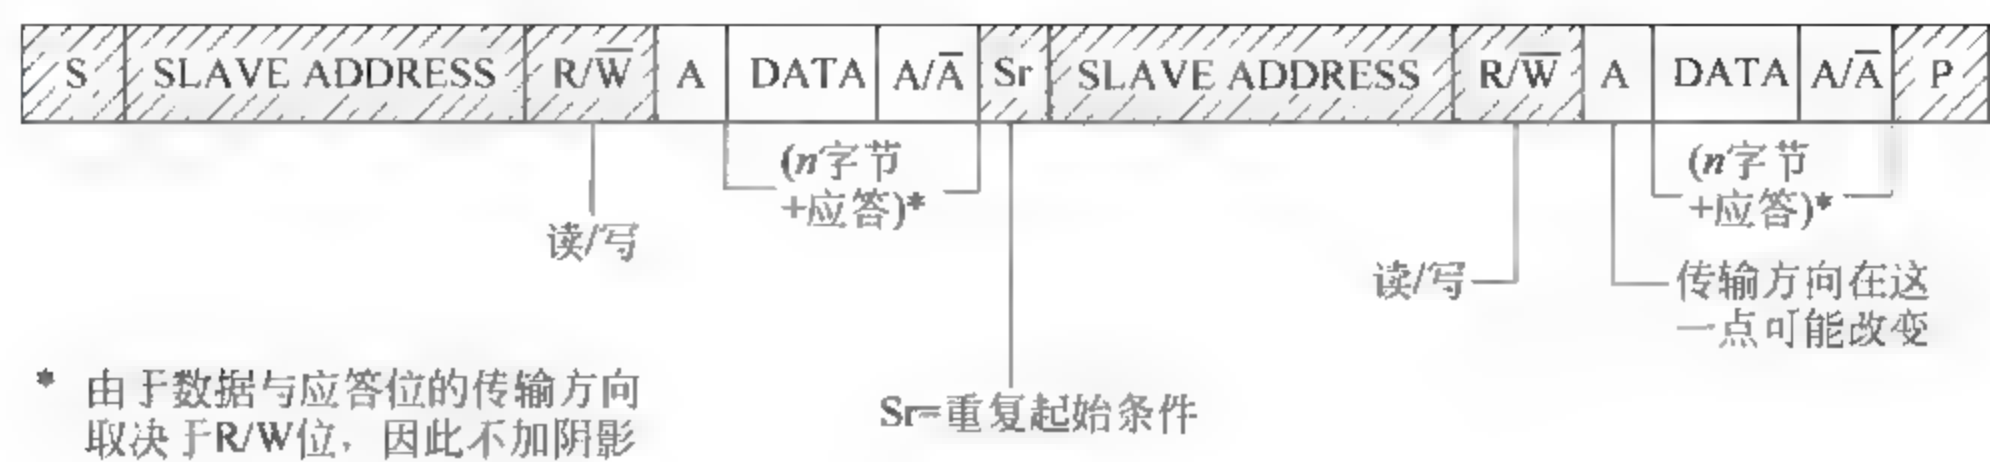 S SLAVE ADDRESS R/W̅ A DATA A/A̅ Sr SLAVE ADDRESS R/W̅ A DATA A/A̅ P
(n字节
+应答)*
(n字节
+应答)*
读/写
读/写
传输方向在这
一点可能改变
* 由于数据与应答位的传输方向
取决于R/W位，因此不加阴影
Sr=重复起始条件